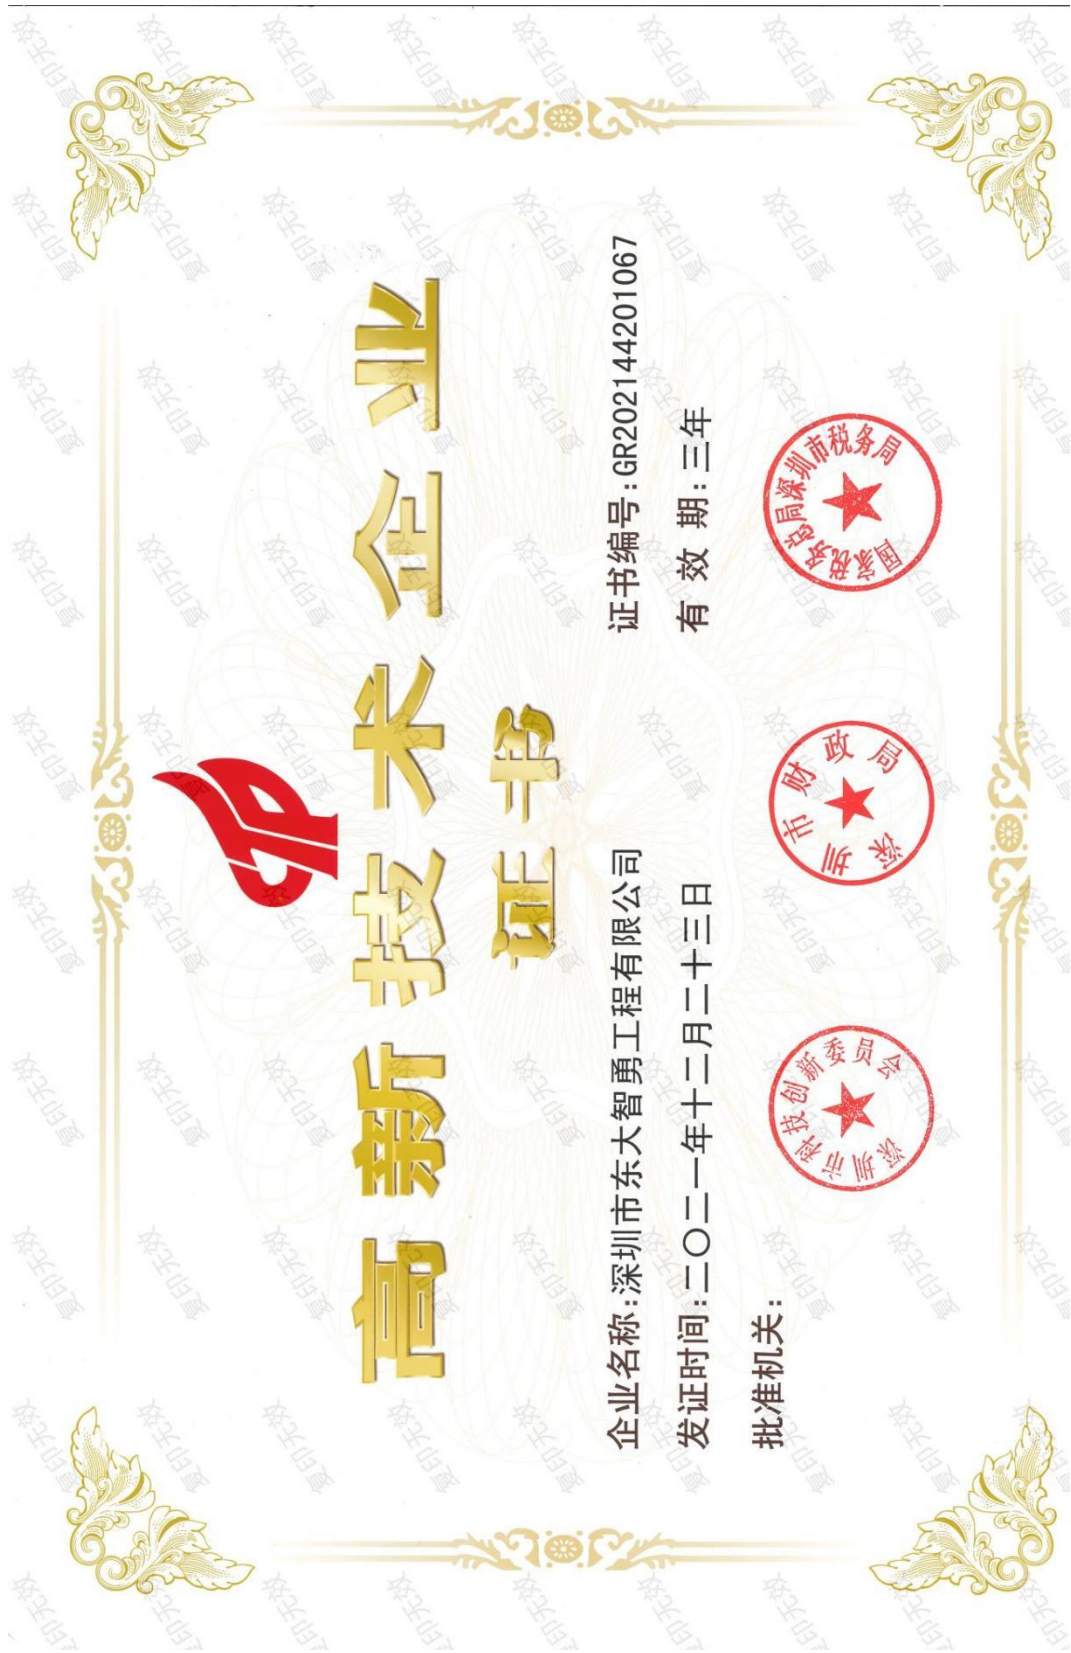 高新技术企业
证书
企业名称：深圳市东大智勇工程有限公司
证书编号：GR202144201067
发证时间：二〇二一年十二月二十三日
有效期：三年
批准机关：
深圳市科技创新委员会
深圳市财政局
国家税务总局深圳市税务局
复印无效